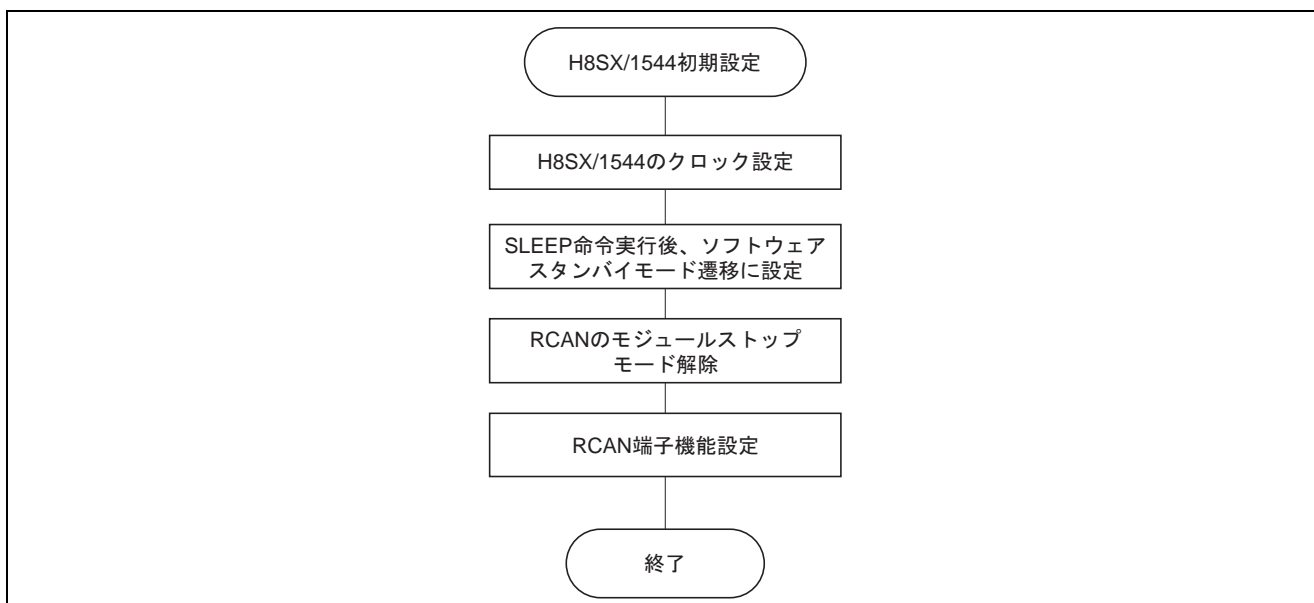 H8SX/1544初期設定
H8SX/1544のクロック設定
SLEEP命令実行後、ソフトウェア
スタンバイモード遷移に設定
RCANのモジュールストップ
モード解除
RCAN端子機能設定
終了